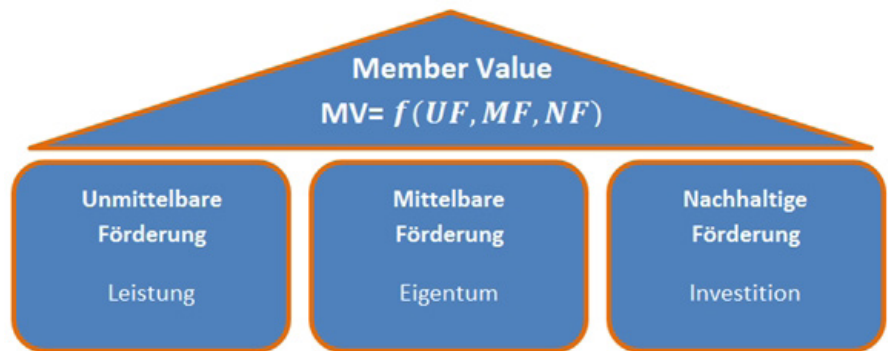 Member Value
MV= f(UF,MF,NF)
Unmittelbare
Förderung
Leistung
Mittelbare
Förderung
Eigentum
Nachhaltige
Förderung
Investition